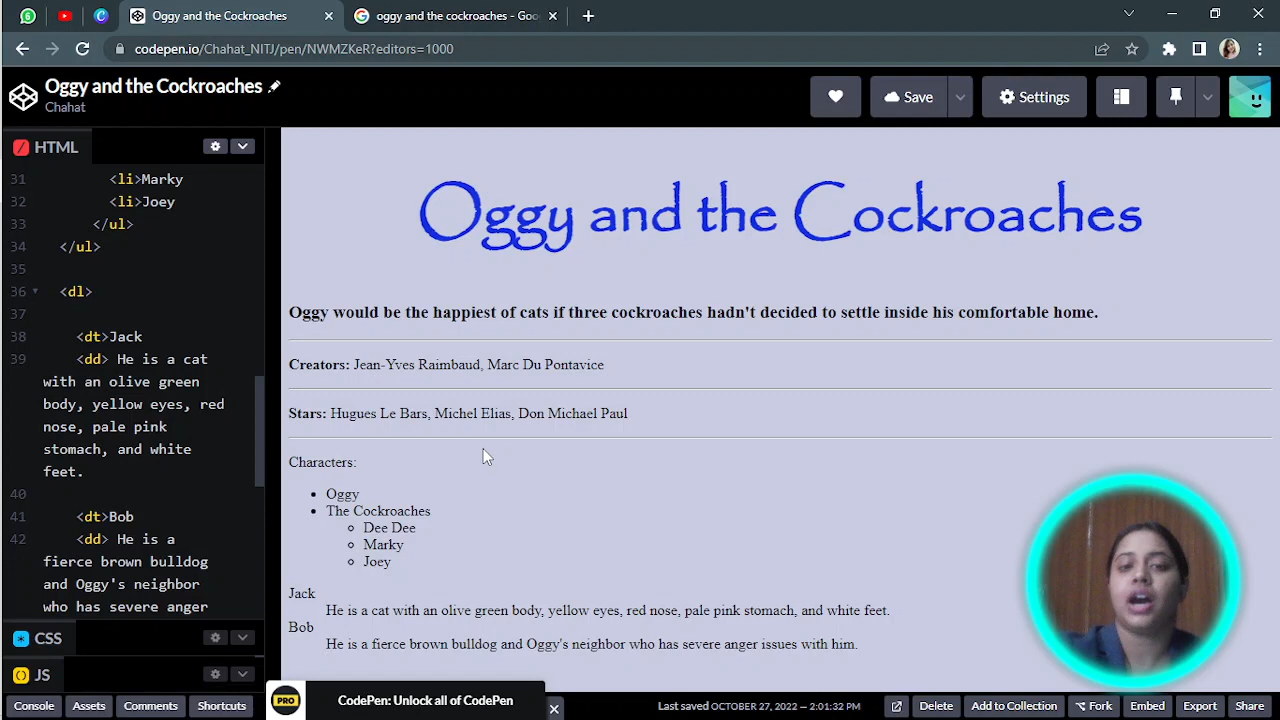 6
Oggy and the Cockroaches
oggy and the cockroaches - Goo
codepen.io/Chahat_NITJ/pen/NWMZKeR?editors=1000
Oggy and the Cockroaches
Chahat
Save
Settings
HTML
31 <li>Marky
32 <li>Joey
33 </ul>
34 </ul>
35
36 <dl>
37
38 <dt>Jack
39 <dd> He is a cat
with an olive green
body, yellow eyes, red
nose, pale pink
stomach, and white
feet.
40
41 <dt>Bob
42 <dd> He is a
fierce brown bulldog
and Oggy's neighbor
who has severe anger
CSS
JS
Oggy and the Cockroaches
Oggy would be the happiest of cats if three cockroaches hadn't decided to settle inside his comfortable home.
Creators: Jean-Yves Raimbaud, Marc Du Pontavice
Stars: Hugues Le Bars, Michel Elias, Don Michael Paul
Characters:
Oggy
The Cockroaches
Dee Dee
Marky
Joey
Jack
He is a cat with an olive green body, yellow eyes, red nose, pale pink stomach, and white feet.
Bob
He is a fierce brown bulldog and Oggy's neighbor who has severe anger issues with him.
PRO CodePen: Unlock all of CodePen
Console Assets Comments Shortcuts Last saved OCTOBER 27, 2022 - 2:01:32 PM Delete Add to Collection Fork Embed Export Share